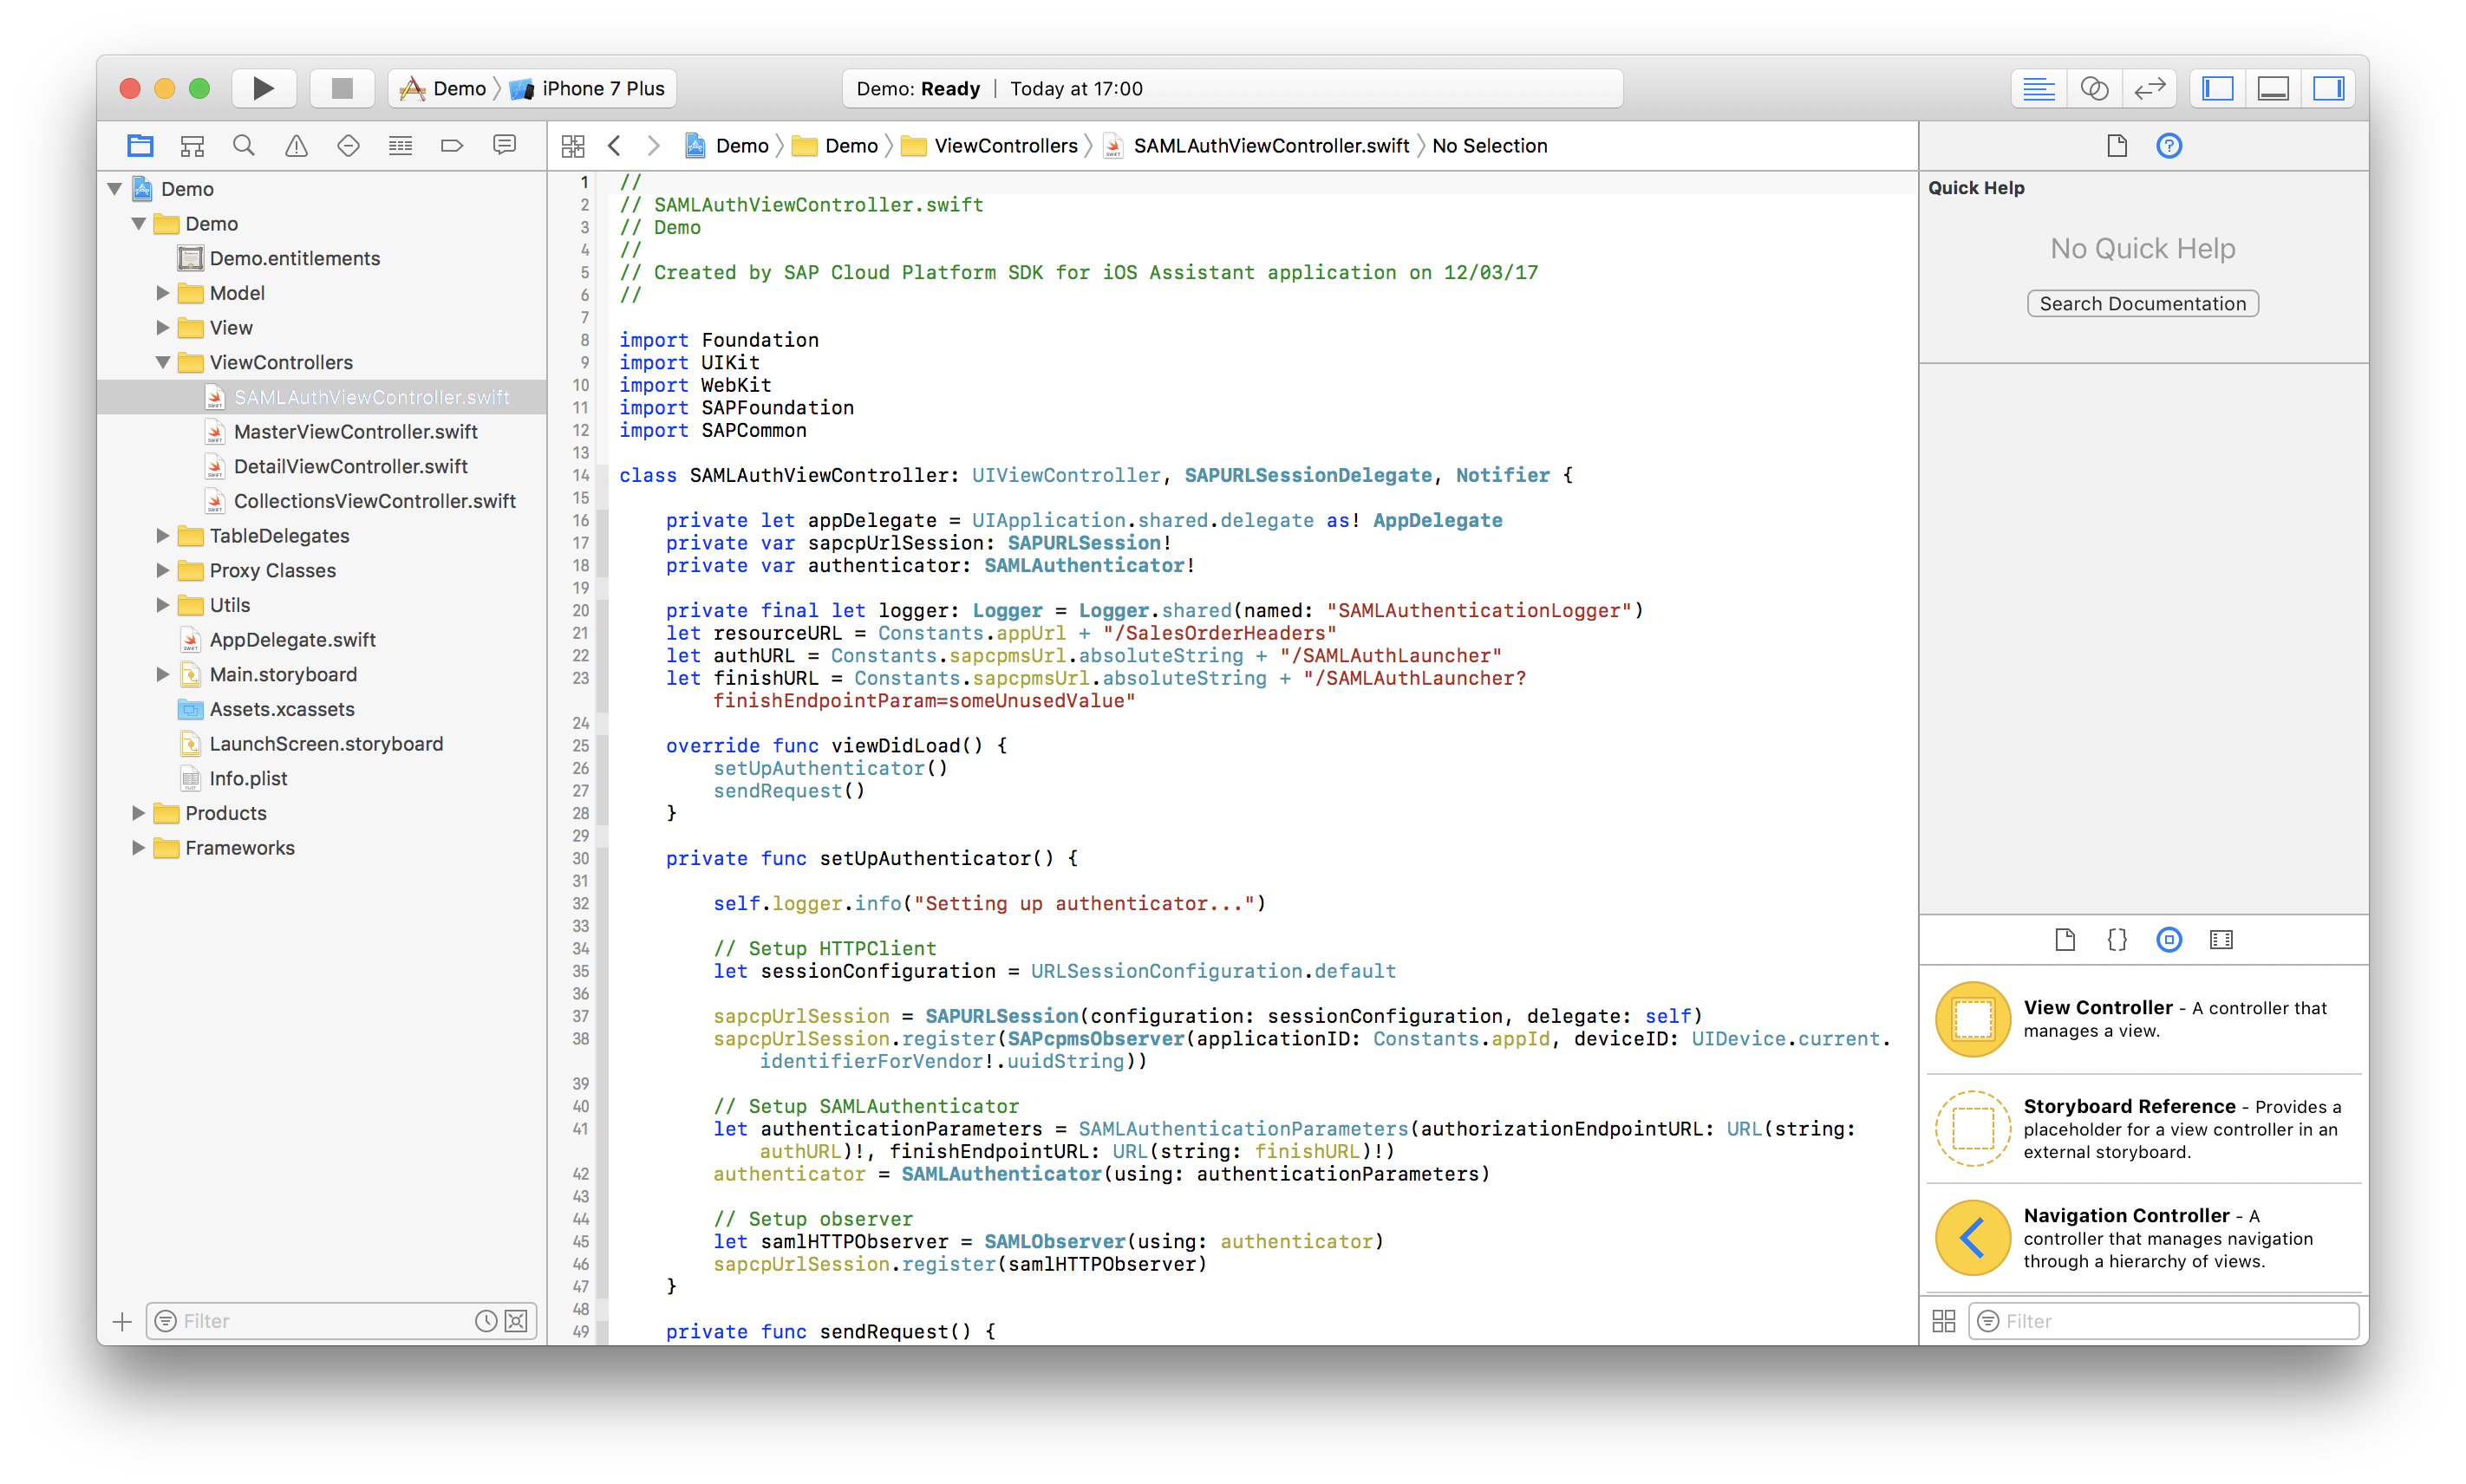 Demo
iPhone 7 Plus
Demo: Ready | Today at 17:00
Demo
Demo
Demo.entitlements
Model
View
ViewControllers
SAMLAuthViewController.swift
MasterViewController.swift
DetailViewController.swift
CollectionsViewController.swift
TableDelegates
Proxy Classes
Utils
AppDelegate.swift
Main.storyboard
Assets.xcassets
LaunchScreen.storyboard
Info.plist
Products
Frameworks
Filter
Demo
Demo
ViewControllers
SAMLAuthViewController.swift
No Selection
1 //
2 // SAMLAuthViewController.swift
3 // Demo
4 //
5 // Created by SAP Cloud Platform SDK for iOS Assistant application on 12/03/17
6 //
7
8 import Foundation
9 import UIKit
10 import WebKit
11 import SAPFoundation
12 import SAPCommon
13
14 class SAMLAuthViewController: UIViewController, SAPURLSessionDelegate, Notifier {
15
16 private let appDelegate = UIApplication.shared.delegate as! AppDelegate
17 private var sapcpUrlSession: SAPURLSession!
18 private var authenticator: SAMLAuthenticator!
19
20 private final let logger: Logger = Logger.shared(named: "SAMLAuthenticationLogger")
21 let resourceURL = Constants.appUrl + "/SalesOrderHeaders"
22 let authURL = Constants.sapcpmsUrl.absoluteString + "/SAMLAuthLauncher"
23 let finishURL = Constants.sapcpmsUrl.absoluteString + "/SAMLAuthLauncher?
finishEndpointParam=someUnusedValue"
24
25 override func viewDidLoad() {
26 setUpAuthenticator()
27 sendRequest()
28 }
29
30 private func setUpAuthenticator() {
31
32 self.logger.info("Setting up authenticator...")
33
34 // Setup HTTPClient
35 let sessionConfiguration = URLSessionConfiguration.default
36
37 sapcpUrlSession = SAPURLSession(configuration: sessionConfiguration, delegate: self)
38 sapcpUrlSession.register(SAPcpmsObserver(applicationID: Constants.appId, deviceID: UIDevice.current.
identifierForVendor!.uuidString))
39
40 // Setup SAMLAuthenticator
41 let authenticationParameters = SAMLAuthenticationParameters(authorizationEndpointURL: URL(string:
authURL)!, finishEndpointURL: URL(string: finishURL)!)
42 authenticator = SAMLAuthenticator(using: authenticationParameters)
43
44 // Setup observer
45 let samlHTTPObserver = SAMLObserver(using: authenticator)
46 sapcpUrlSession.register(samlHTTPObserver)
47 }
48
49 private func sendRequest() {
Quick Help
No Quick Help
Search Documentation
View Controller - A controller that
manages a view.
Storyboard Reference - Provides a
placeholder for a view controller in an
external storyboard.
Navigation Controller - A
controller that manages navigation
through a hierarchy of views.
Filter